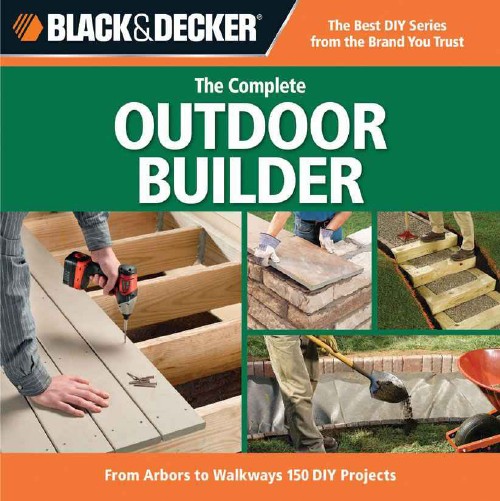 BLACK&DECKER®
The Best DIY Series
from the Brand You Trust
The Complete
OUTDOOR
BUILDER
From Arbors to Walkways 150 DIY Projects